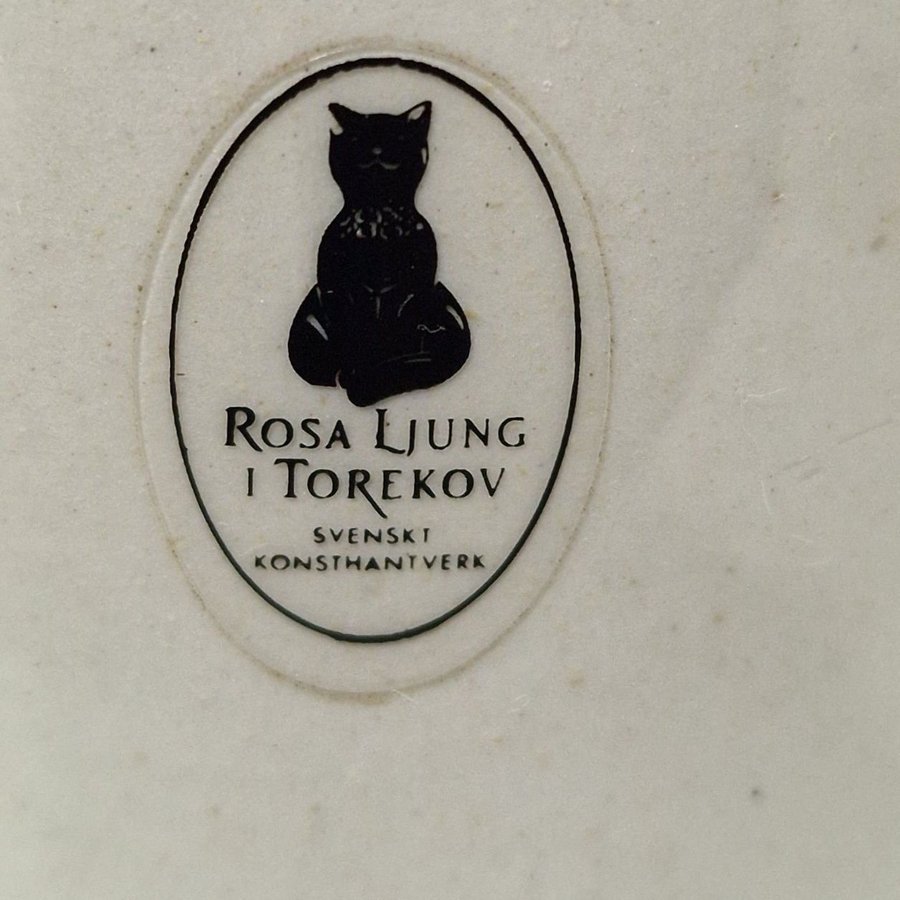 ROSA LJUNG
I TOREKOV
SVENSKT
KONSTHANTVERK